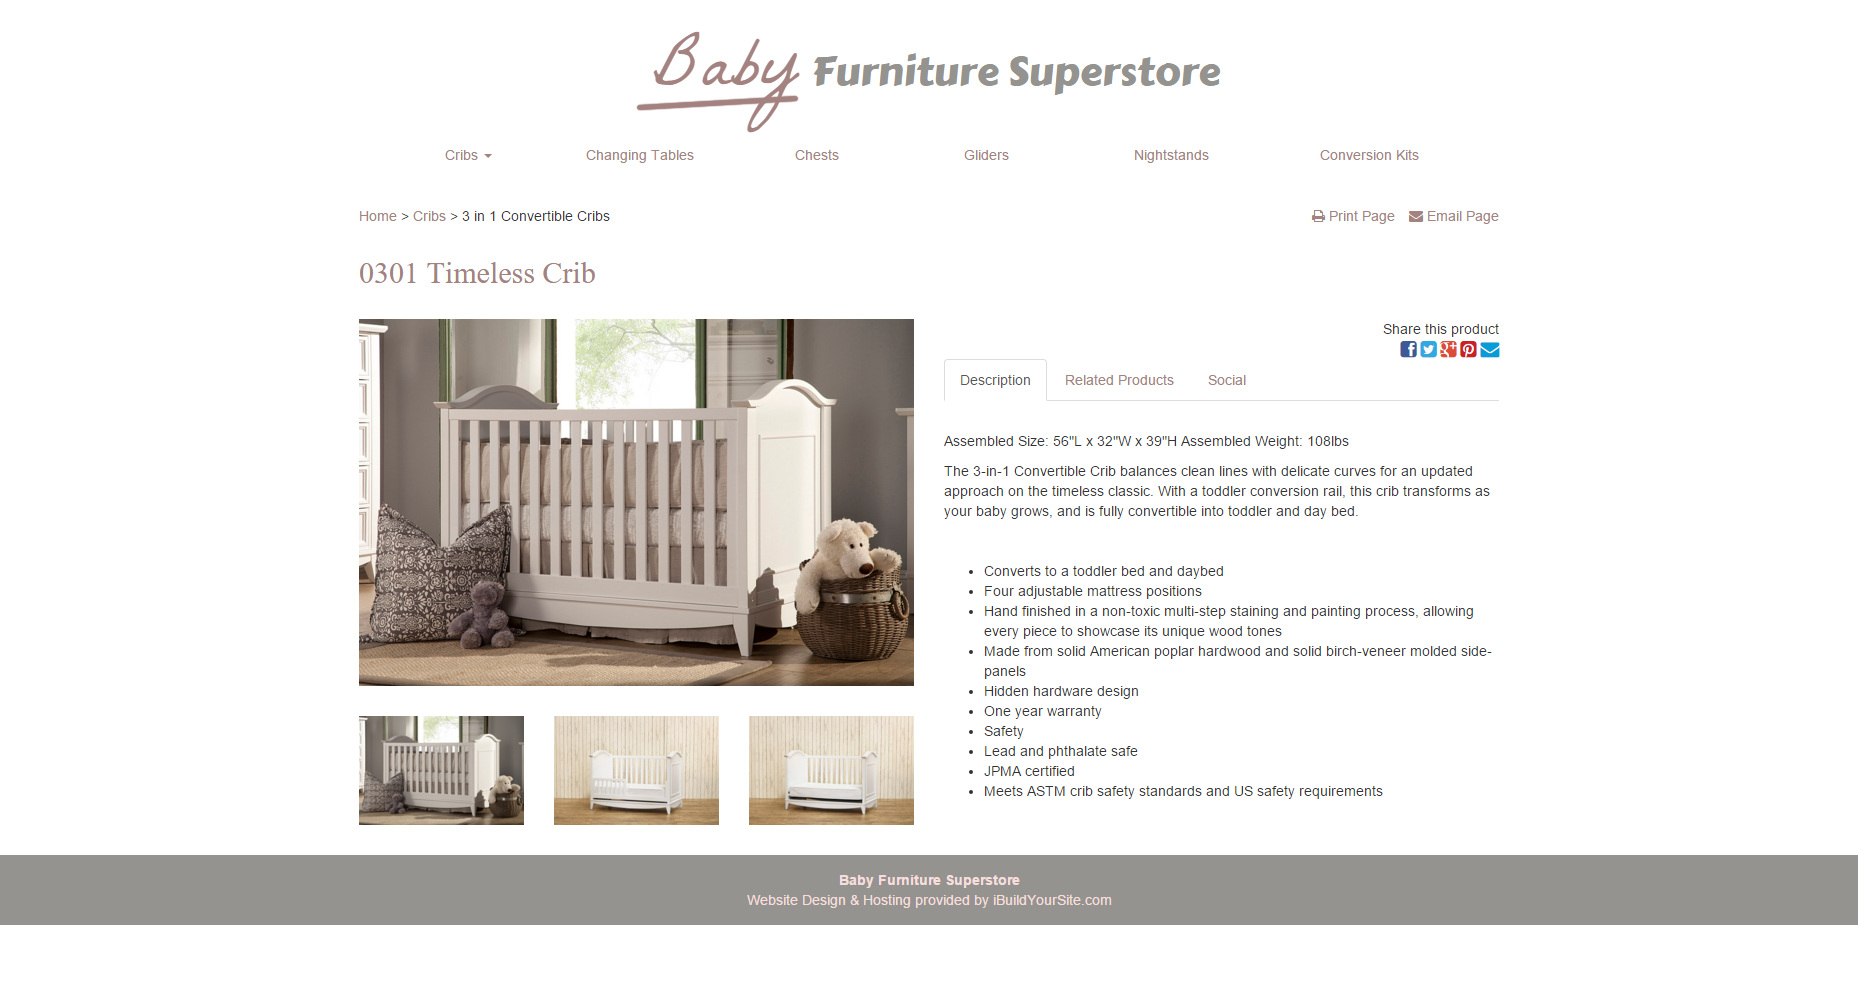 Baby Furniture Superstore
Cribs
Changing Tables
Chests
Gliders
Nightstands
Conversion Kits
Home > Cribs > 3 in 1 Convertible Cribs
Print Page
Email Page
0301 Timeless Crib
Share this product
Description
Related Products
Social
Assembled Size: 56"L x 32"W x 39"H Assembled Weight: 108lbs
The 3-in-1 Convertible Crib balances clean lines with delicate curves for an updated
approach on the timeless classic. With a toddler conversion rail, this crib transforms as
your baby grows, and is fully convertible into toddler and day bed.
Converts to a toddler bed and daybed
Four adjustable mattress positions
Hand finished in a non-toxic multi-step staining and painting process, allowing
every piece to showcase its unique wood tones
Made from solid American poplar hardwood and solid birch-veneer molded side-
panels
Hidden hardware design
One year warranty
Safety
Lead and phthalate safe
JPMA certified
Meets ASTM crib safety standards and US safety requirements
Baby Furniture Superstore
Website Design & Hosting provided by iBuildYourSite.com